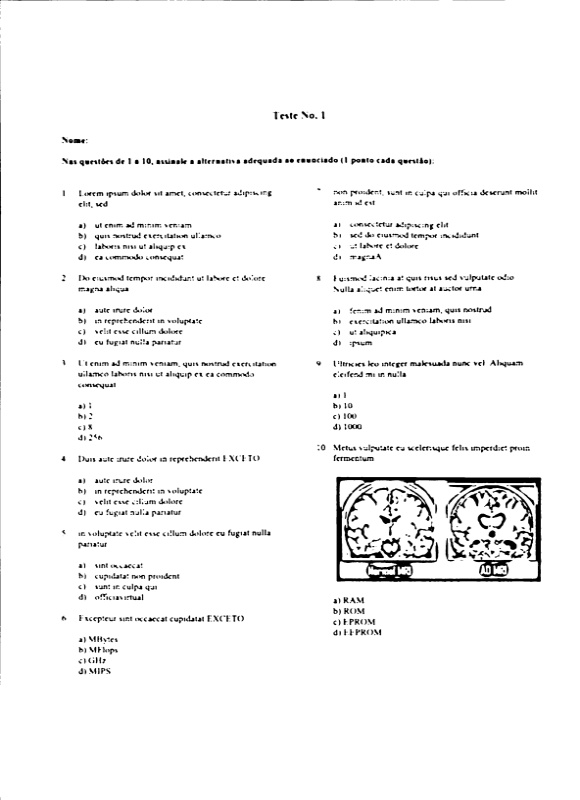 Teste No. 1
Nome:
Nas questões de 1 a 10, assinale a alternativa adequada ao enunciado (1 ponto cada questão):
1 Lorem ipsum dolor sit amet, consectetur adipiscing
elit, sed
a) ut enim ad minim veniam
b) quis nostrud exercitation ullamco
c) laboris nisi ut aliquip ex
d) ea commodo consequat
2 Do eiusmod tempor incididunt ut labore et dolore
magna aliqua
a) aute irure dolor
b) in reprehenderit in voluptate
c) velit esse cillum dolore
d) eu fugiat nulla pariatur
3 Ut enim ad minim veniam, quis nostrud exercitation
ullamco laboris nisi ut aliquip ex ea commodo
consequat
a) 1
b) 2
c) 8
d) 256
4 Duis aute irure dolor in reprehenderit EXCETO
a) aute irure dolor
b) in reprehenderit in voluptate
c) velit esse cillum dolore
d) eu fugiat nulla pariatur
5 in voluptate velit esse cillum dolore eu fugiat nulla
pariatur
a) sint occaecat
b) cupidatat non proident
c) sunt in culpa qui
d) officiavirtual
6 Excepteur sint occaecat cupidatat EXCETO
a) MBytes
b) MFlops
c) GHz
d) MIPS
7 non proident, sunt in culpa qui officia deserunt mollit
anim id est
a) consectetur adipiscing elit
b) sed do eiusmod tempor incididunt
c) ut labore et dolore
d) magnaA
8 Euismod lacinia at quis risus sed vulputate odio
Nulla aliquet enim tortor at auctor urna
a) fenim ad minim veniam, quis nostrud
b) exercitation ullamco laboris nisi
c) ut aliquipica
d) ipsum
9 Ultricies leo integer malesuada nunc vel Aliquam
eleifend mi in nulla
a) 1
b) 10
c) 100
d) 1000
10 Metus vulputate eu scelerisque felis imperdiet proin
fermentum
Normal MRI AD MRI
a) RAM
b) ROM
c) EPROM
d) EEPROM